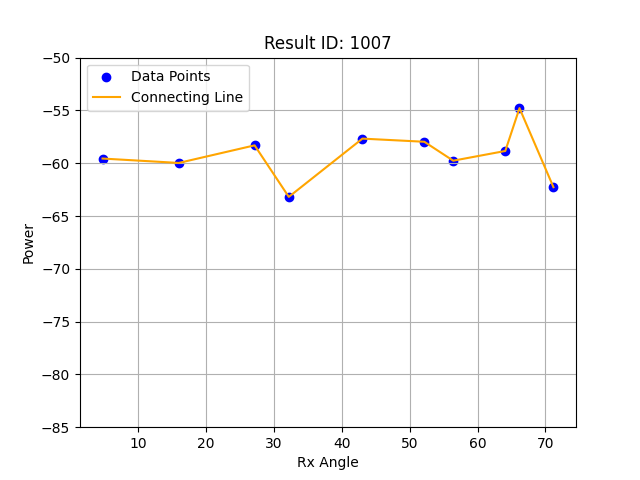 Result ID: 1007
Data Points
Connecting Line
−50
−55
−60
−65
−70
−75
−80
−85
Power
10 20 30 40 50 60 70
Rx Angle